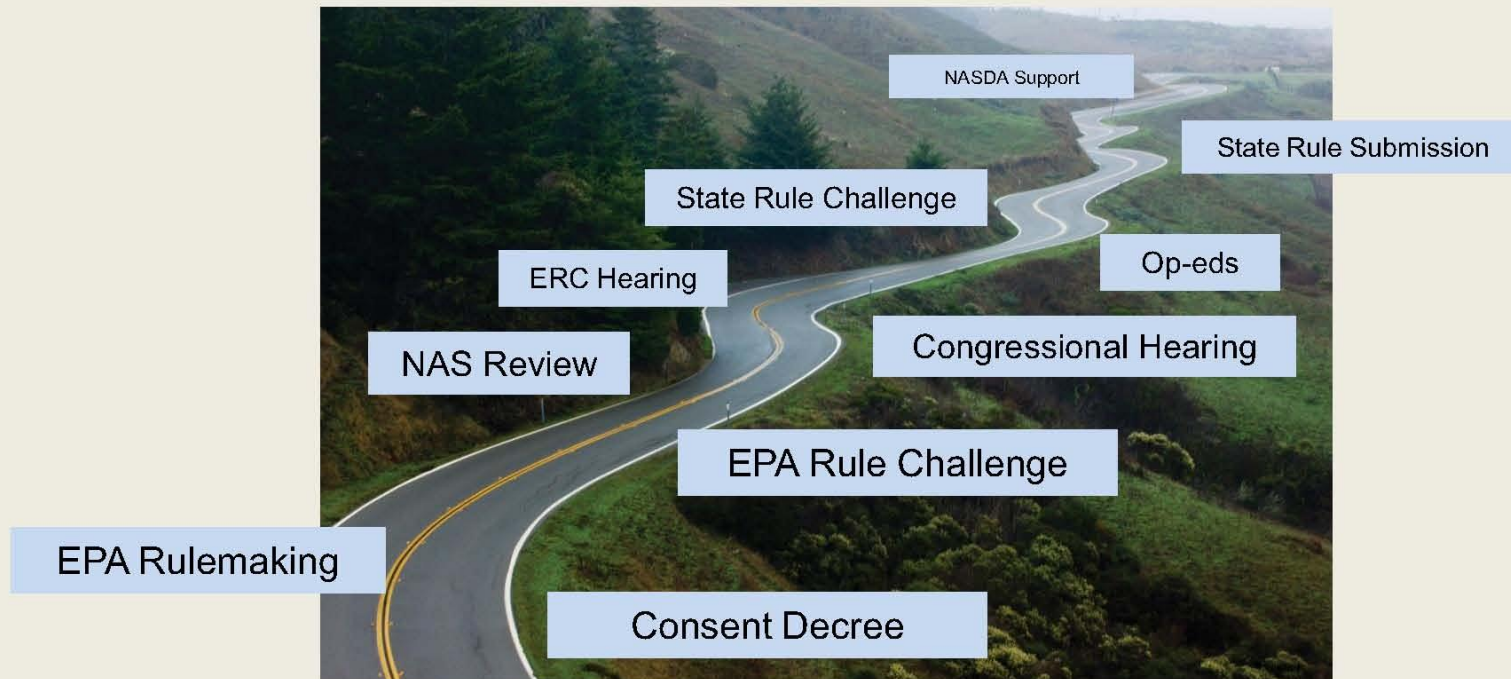 NASDA Support
State Rule Submission
State Rule Challenge
Op-eds
ERC Hearing
Congressional Hearing
NAS Review
EPA Rule Challenge
EPA Rulemaking
Consent Decree